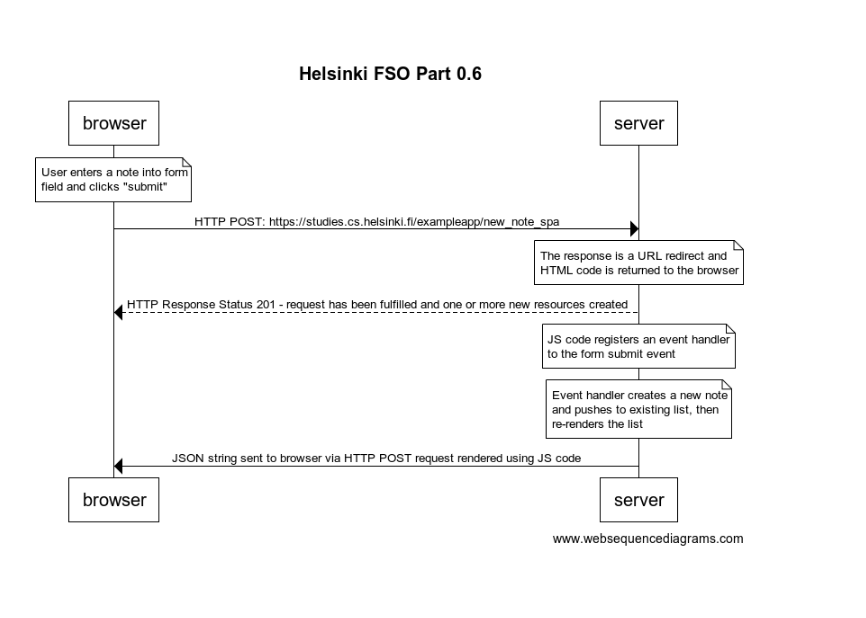 Helsinki FSO Part 0.6
browser
server
User enters a note into form
field and clicks "submit"
HTTP POST: https://studies.cs.helsinki.fi/exampleapp/new_note_spa
The response is a URL redirect and
HTML code is returned to the browser
HTTP Response Status 201 - request has been fulfilled and one or more new resources created
JS code registers an event handler
to the form submit event
Event handler creates a new note
and pushes to existing list, then
re-renders the list
JSON string sent to browser via HTTP POST request rendered using JS code
browser
server
www.websequencediagrams.com